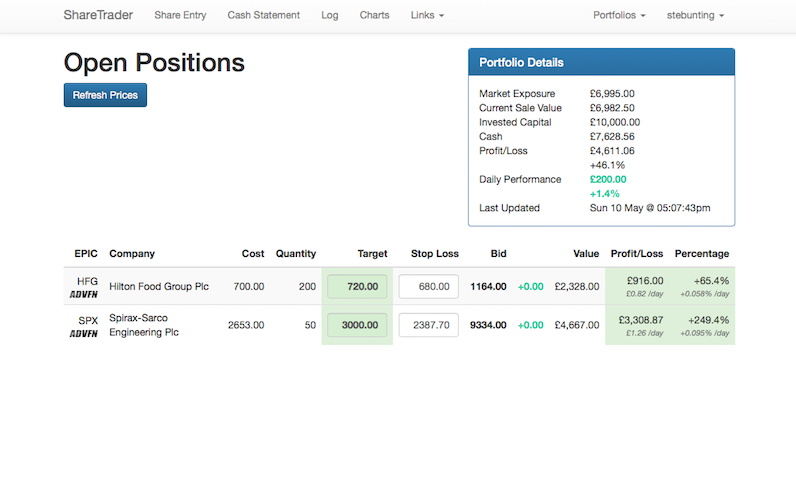 ShareTrader Share Entry Cash Statement Log Charts Links Portfolios stebunting
Open Positions
Refresh Prices
Portfolio Details
Market Exposure £6,995.00
Current Sale Value £6,982.50
Invested Capital £10,000.00
Cash £7,628.56
Profit/Loss £4,611.06
+46.1%
Daily Performance £200.00
+1.4%
Last Updated Sun 10 May @ 05:07:43pm
EPIC Company Cost Quantity Target Stop Loss Bid Value Profit/Loss Percentage
HFG Hilton Food Group Plc 700.00 200 720.00 680.00 1164.00 +0.00 £2,328.00 £916.00 +65.4%
ADVFN £0.82 /day +0.058% /day
SPX Spirax-Sarco 2653.00 50 3000.00 2387.70 9334.00 +0.00 £4,667.00 £3,308.87 +249.4%
ADVFN Engineering Plc £1.26 /day +0.095% /day